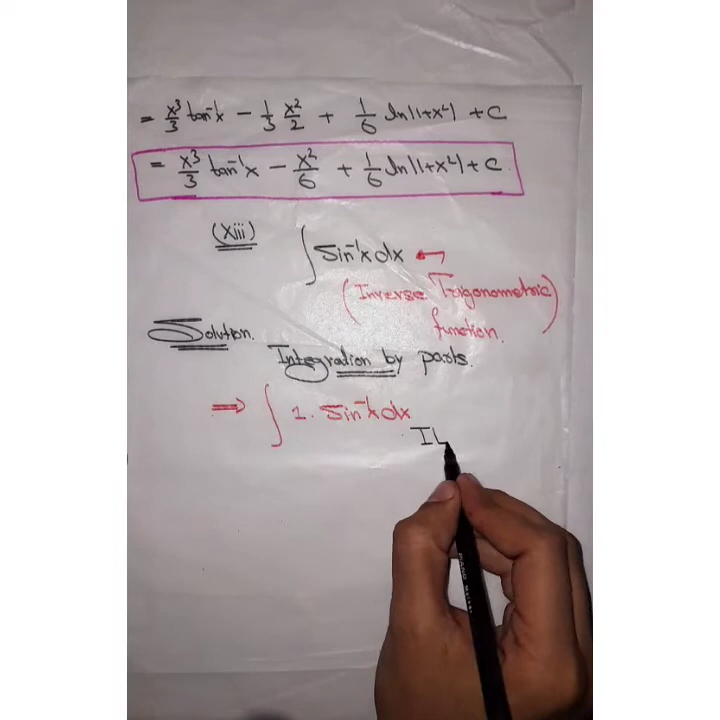 = x³/3 tan⁻¹x - 1/3 x²/2 + 1/6 ln|1+x²| + C
= x³/3 tan⁻¹x - x²/6 + 1/6 ln|1+x²| + C
(Xiii) ∫ Sin⁻¹x dx ←
(Inverse Trigonometric
function.)
Solution.
Integration by parts.
⇒ ∫ 1. Sin⁻¹x dx
IL